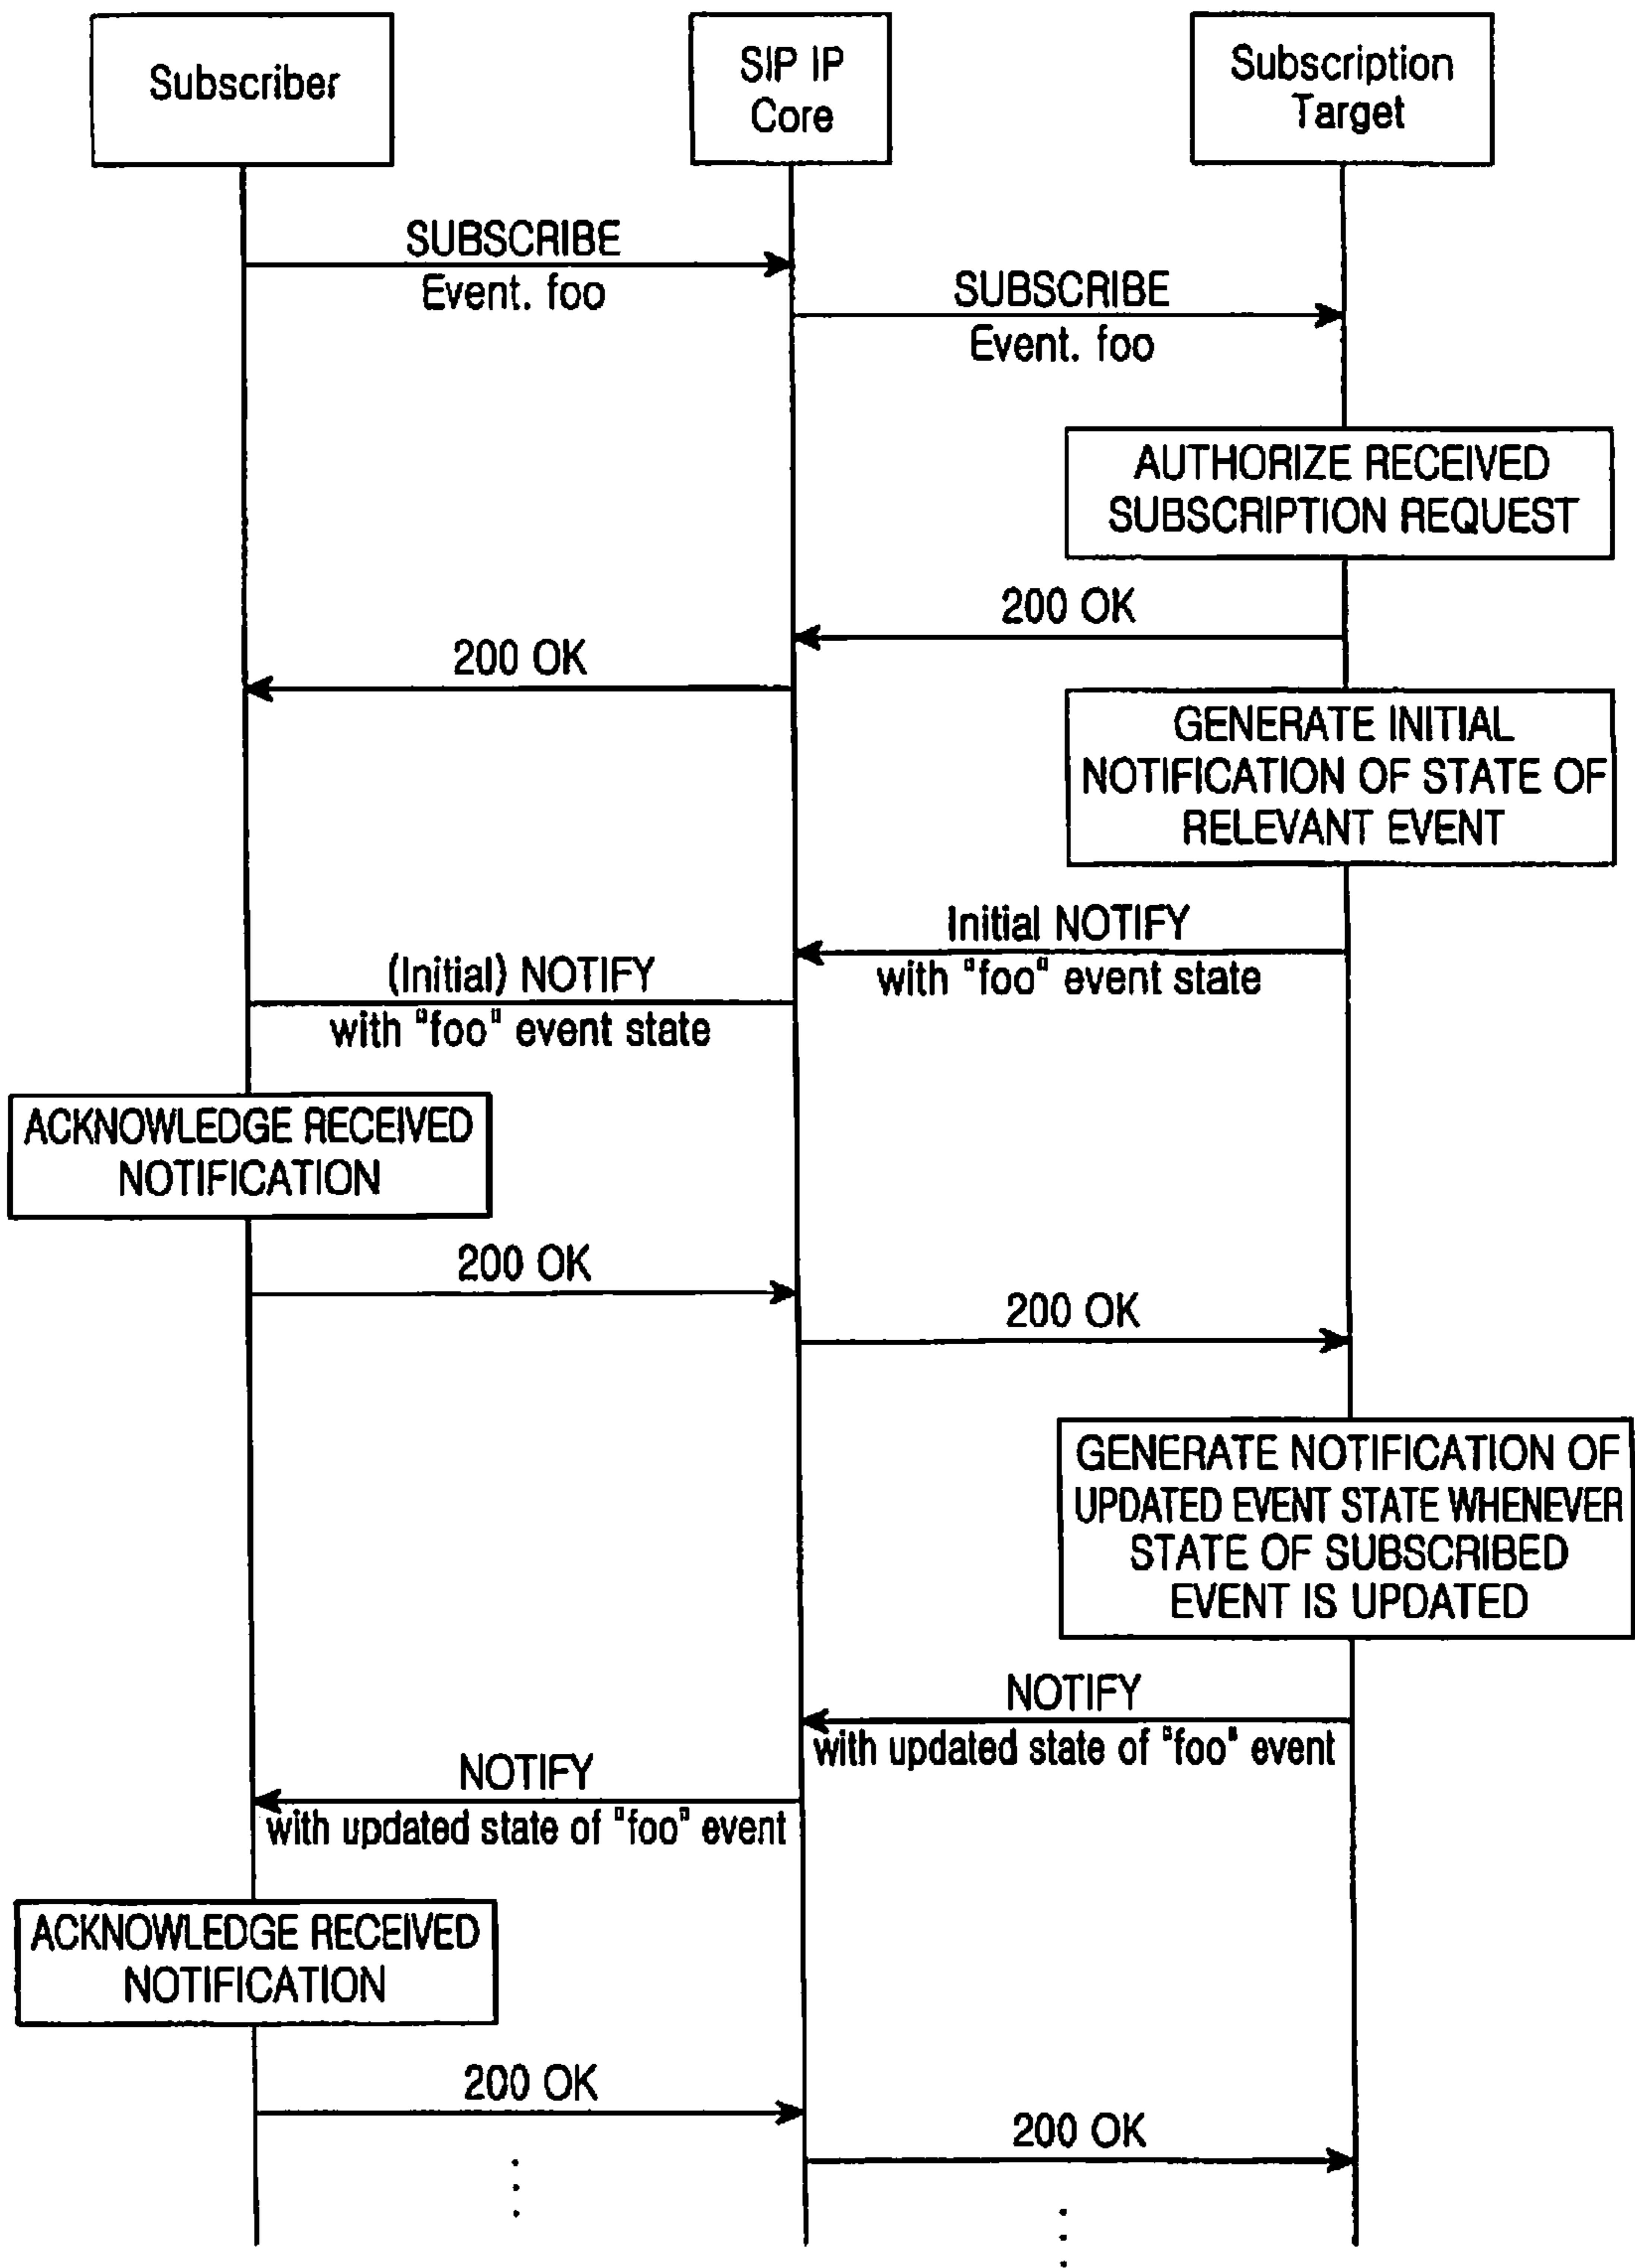 Subscriber
SIP IP
Core
Subscription
Target
SUBSCRIBE
Event. foo
SUBSCRIBE
Event. foo
AUTHORIZE RECEIVED
SUBSCRIPTION REQUEST
200 OK
200 OK
GENERATE INITIAL
NOTIFICATION OF STATE OF
RELEVANT EVENT
Initial NOTIFY
with "foo" event state
(Initial) NOTIFY
with "foo" event state
ACKNOWLEDGE RECEIVED
NOTIFICATION
200 OK
200 OK
GENERATE NOTIFICATION OF
UPDATED EVENT STATE WHENEVER
STATE OF SUBSCRIBED
EVENT IS UPDATED
NOTIFY
with updated state of "foo" event
NOTIFY
with updated state of "foo" event
ACKNOWLEDGE RECEIVED
NOTIFICATION
200 OK
200 OK